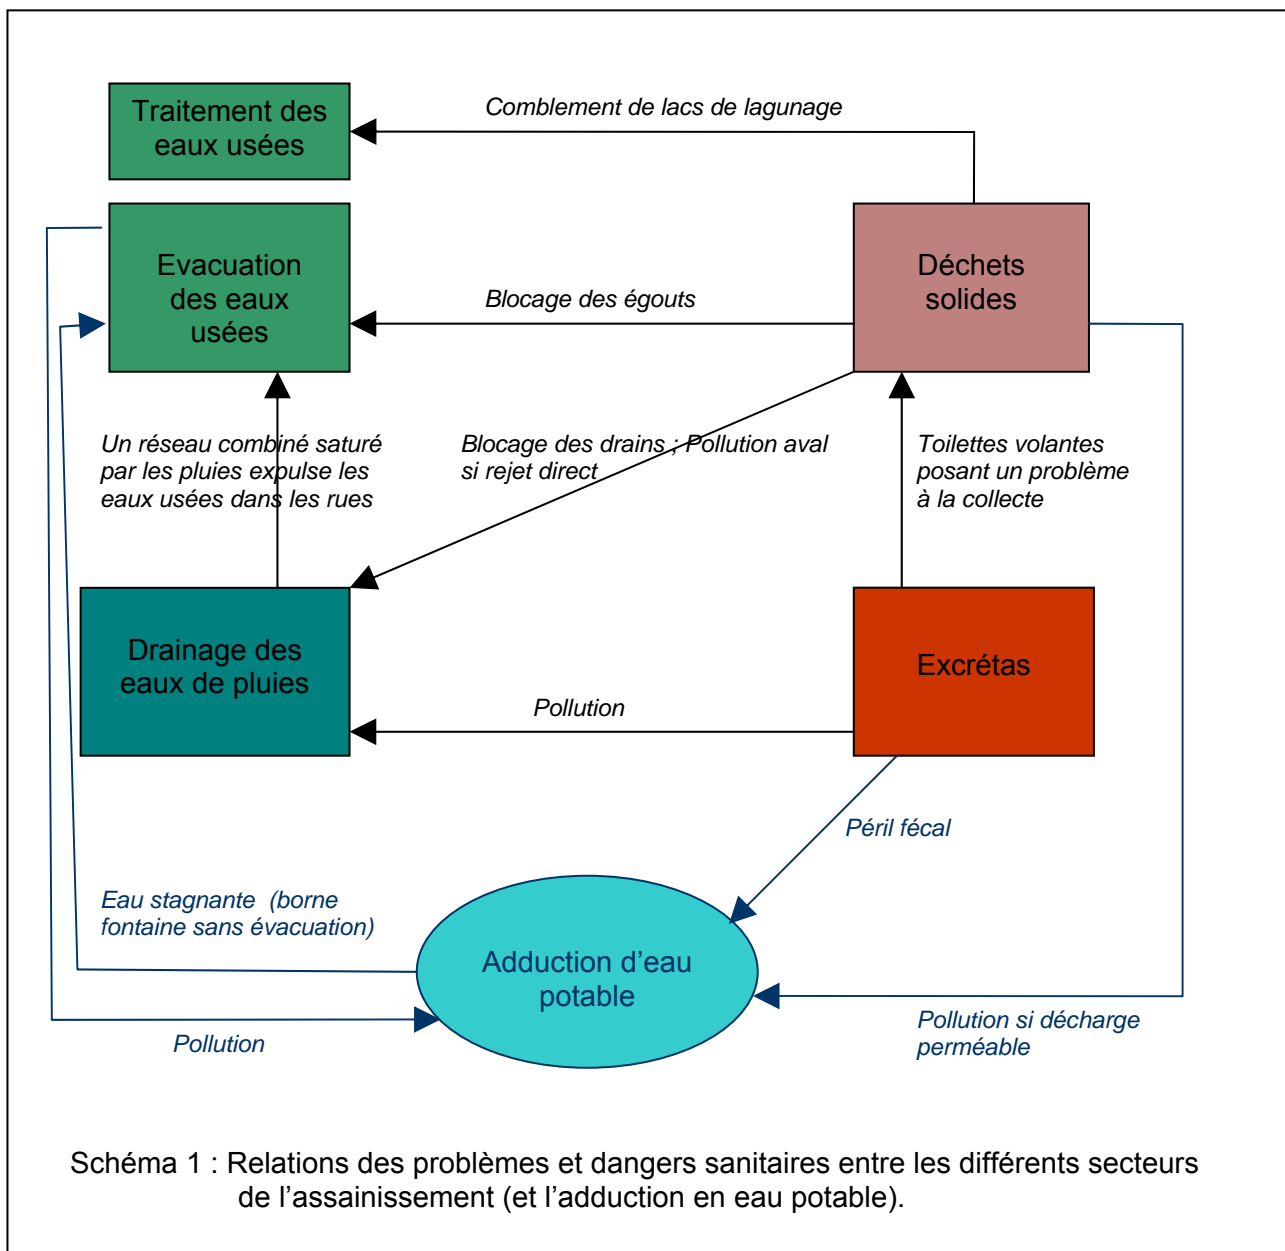 Traitement des
eaux usées
Comblement de lacs de lagunage
Evacuation
des eaux
usées
Blocage des égouts
Déchets
solides
Un réseau combiné saturé
par les pluies expulse les
eaux usées dans les rues
Blocage des drains ; Pollution aval
si rejet direct
Toilettes volantes
posant un problème
à la collecte
Drainage des
eaux de pluies
Pollution
Excrétas
Péril fécal
Eau stagnante (borne
fontaine sans évacuation)
Adduction d’eau
potable
Pollution
Pollution si décharge
perméable
Schéma 1 : Relations des problèmes et dangers sanitaires entre les différents secteurs
de l’assainissement (et l’adduction en eau potable).